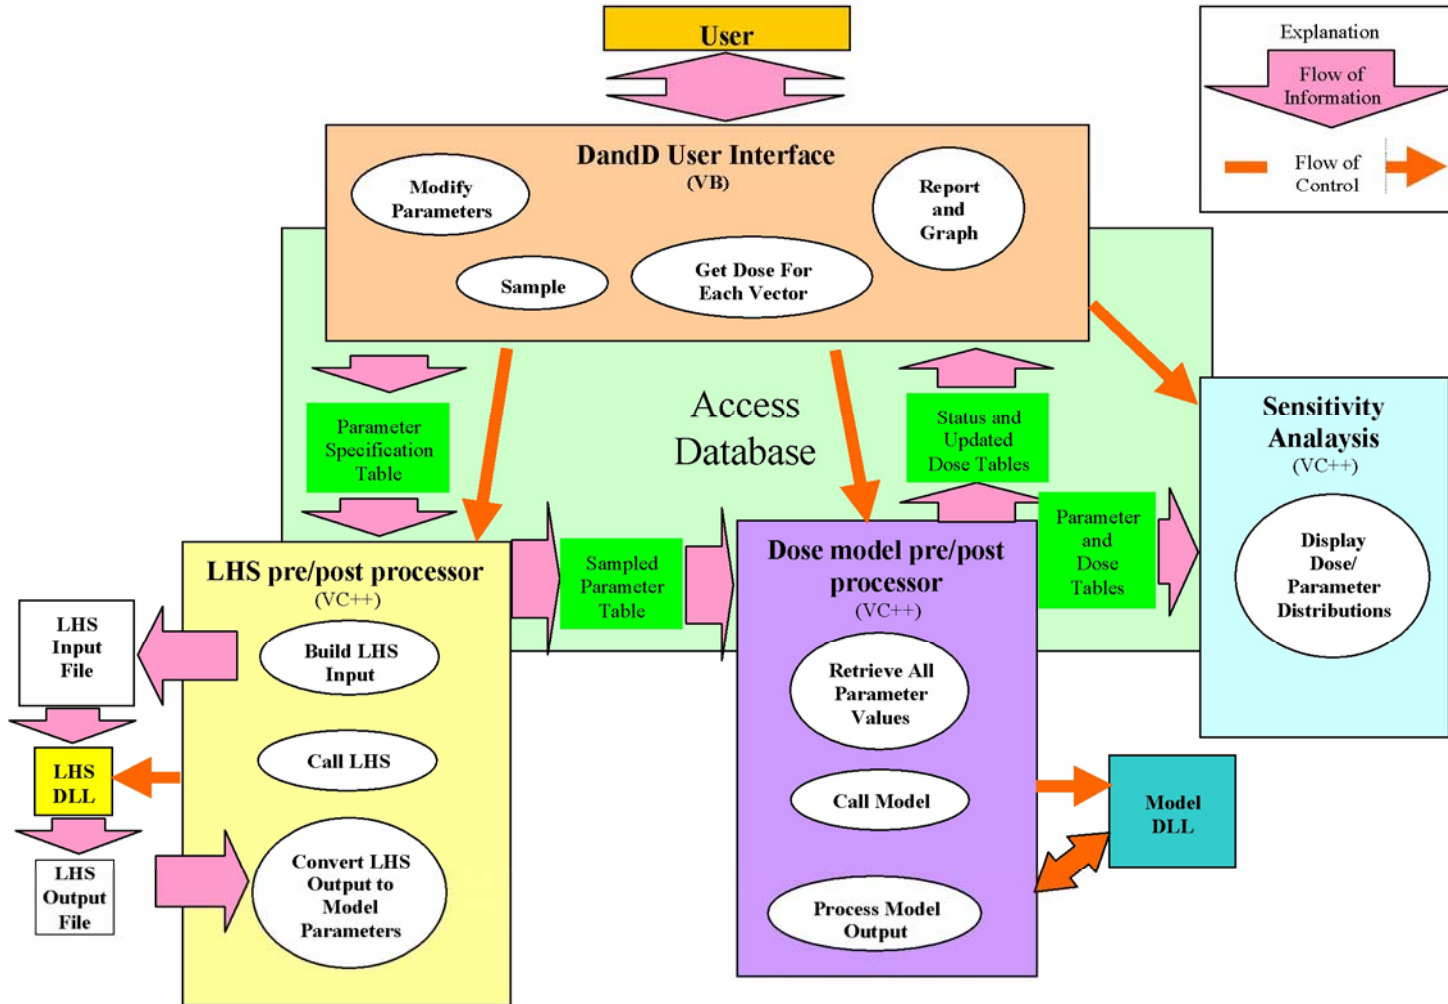 User
Explanation
Flow of
Information
Flow of
Control
DandD User Interface
(VB)
Modify
Parameters
Sample
Get Dose For
Each Vector
Report
and
Graph
Access
Database
Parameter
Specification
Table
Status and
Updated
Dose Tables
Sensitivity
Analaysis
(VC++)
Display
Dose/
Parameter
Distributions
Parameter
and
Dose
Tables
Sampled
Parameter
Table
LHS pre/post processor
(VC++)
Build LHS
Input
Call LHS
Convert LHS
Output to
Model
Parameters
LHS
Input
File
LHS
DLL
LHS
Output
File
Dose model pre/post
processor
(VC++)
Retrieve All
Parameter
Values
Call Model
Process Model
Output
Model
DLL